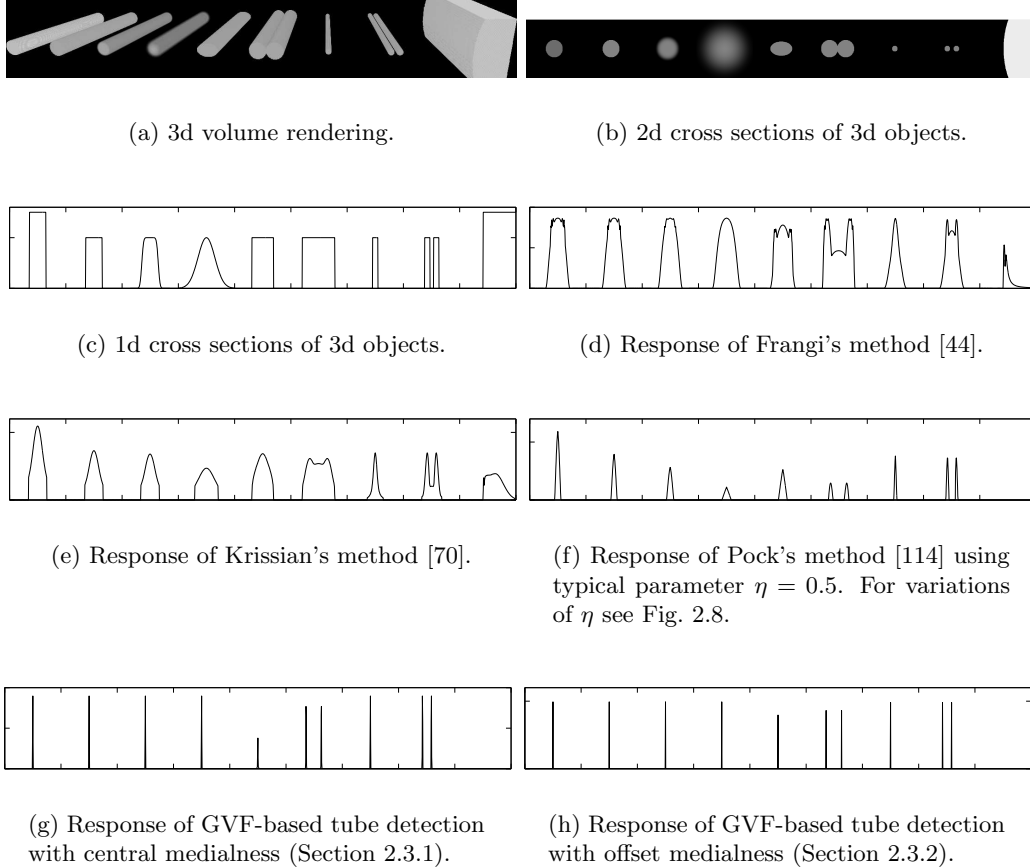 (a) 3d volume rendering.
(b) 2d cross sections of 3d objects.
(c) 1d cross sections of 3d objects.
(d) Response of Frangi's method [44].
(e) Response of Krissian's method [70].
(f) Response of Pock's method [114] using
typical parameter η = 0.5. For variations
of η see Fig. 2.8.
(g) Response of GVF-based tube detection
with central medialness (Section 2.3.1).
(h) Response of GVF-based tube detection
with offset medialness (Section 2.3.2).